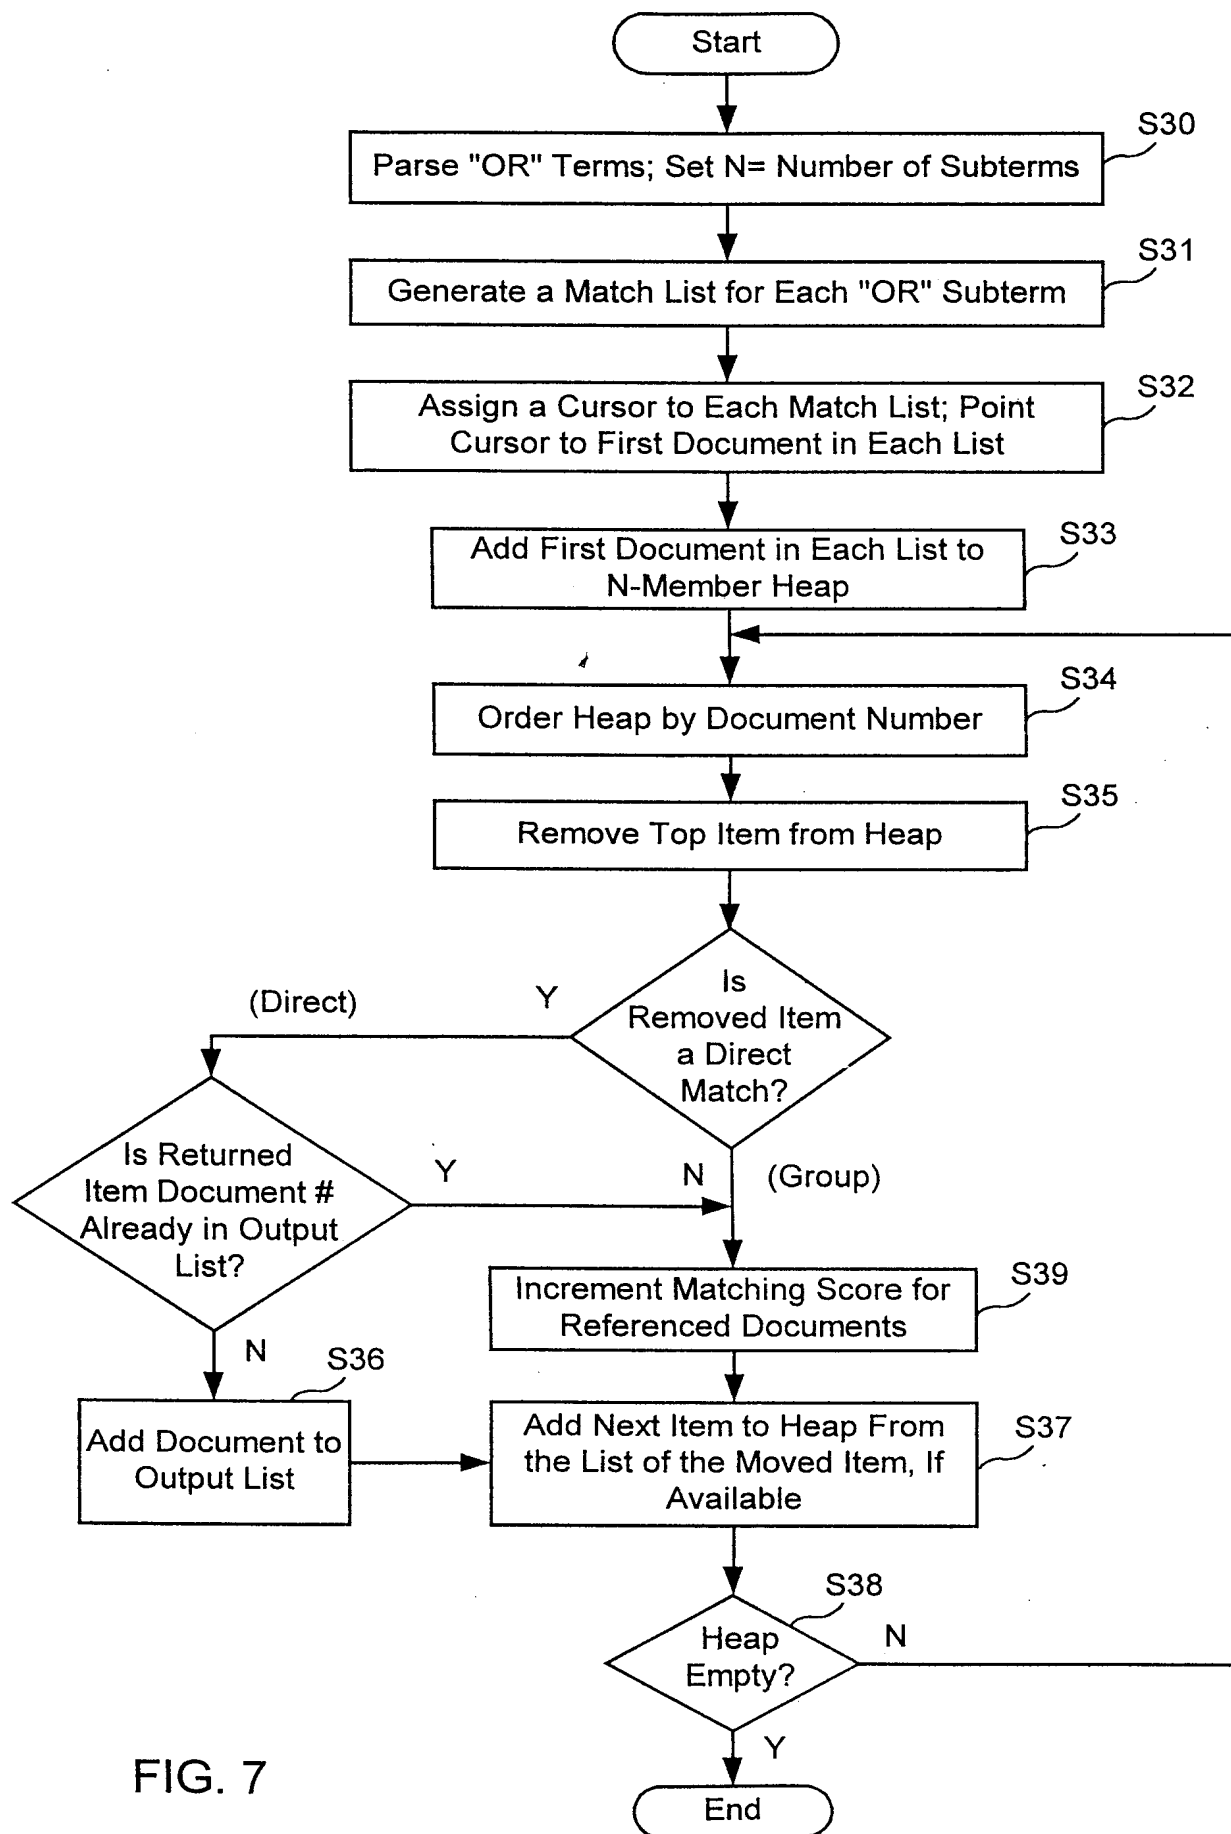 Start
S30
Parse "OR" Terms; Set N= Number of Subterms
S31
Generate a Match List for Each "OR" Subterm
S32
Assign a Cursor to Each Match List; Point
Cursor to First Document in Each List
S33
Add First Document in Each List to
N-Member Heap
S34
Order Heap by Document Number
S35
Remove Top Item from Heap
Is
Removed Item
a Direct
Match?
(Direct)
Y
Is Returned
Item Document #
Already in Output
List?
Y
N
(Group)
S39
Increment Matching Score for
Referenced Documents
N
S36
Add Document to
Output List
S37
Add Next Item to Heap From
the List of the Moved Item, If
Available
S38
Heap
Empty?
N
Y
End
FIG. 7